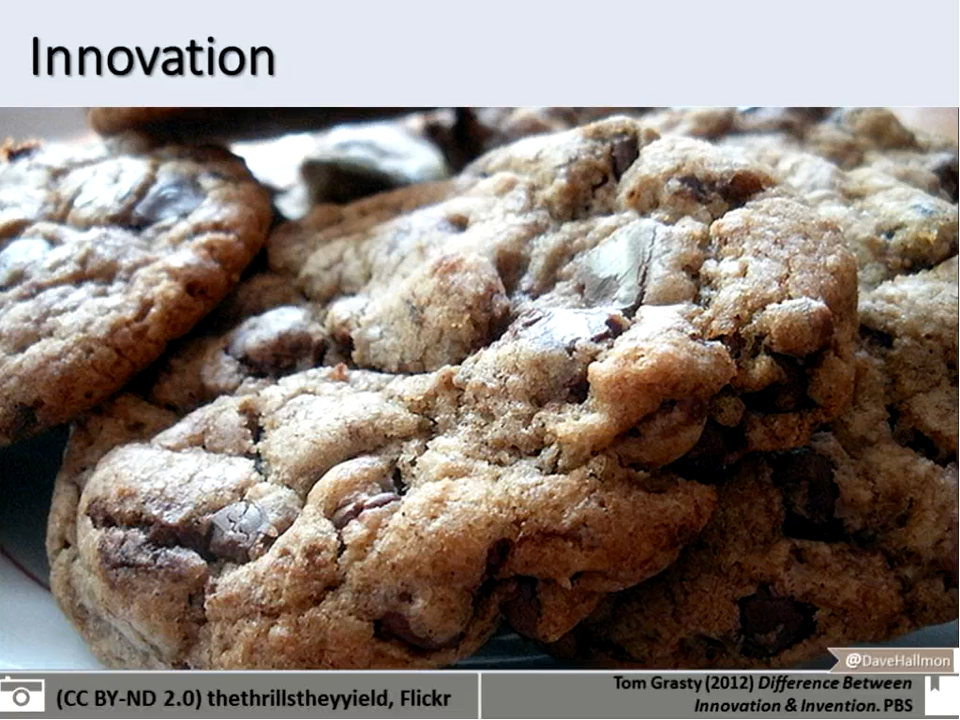 Innovation
@DaveHallmon
(CC BY-ND 2.0) thethrillstheyyield, Flickr
Tom Grasty (2012) Difference Between
Innovation & Invention. PBS